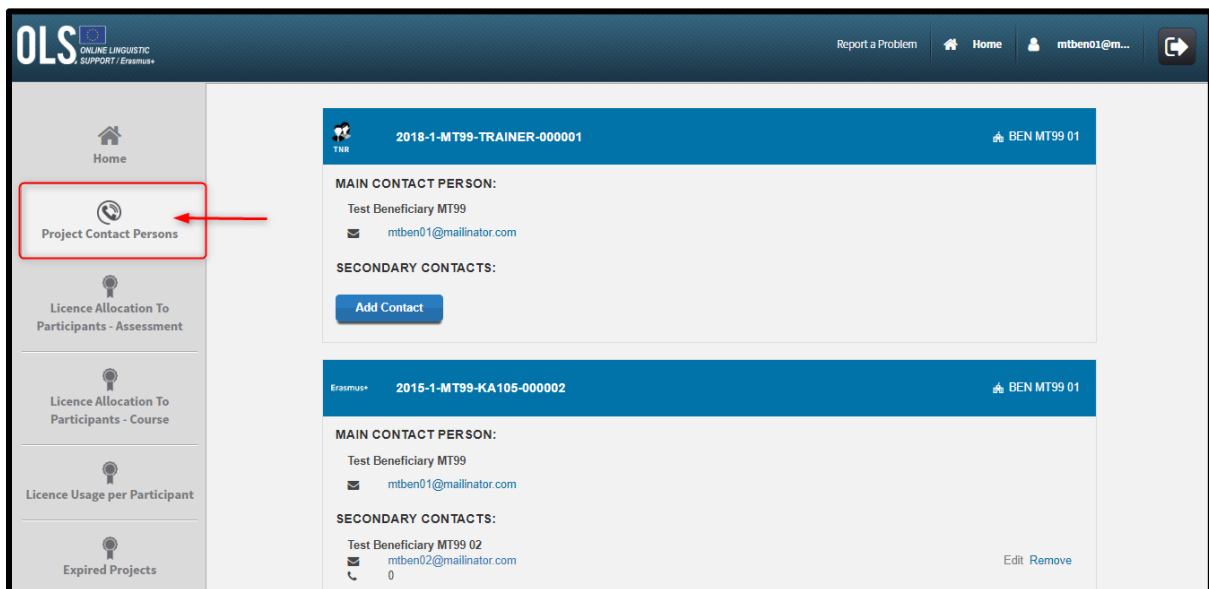 OLS ONLINE LINGUISTIC
SUPPORT / Erasmus+
Report a Problem Home mtben01@m...
Home
Project Contact Persons
Licence Allocation To
Participants - Assessment
Licence Allocation To
Participants - Course
Licence Usage per Participant
Expired Projects
TNR 2018-1-MT99-TRAINER-000001 BEN MT99 01
MAIN CONTACT PERSON:
Test Beneficiary MT99
mtben01@mailinator.com
SECONDARY CONTACTS:
Add Contact
Erasmus+ 2015-1-MT99-KA105-000002 BEN MT99 01
MAIN CONTACT PERSON:
Test Beneficiary MT99
mtben01@mailinator.com
SECONDARY CONTACTS:
Test Beneficiary MT99 02
mtben02@mailinator.com Edit Remove
0